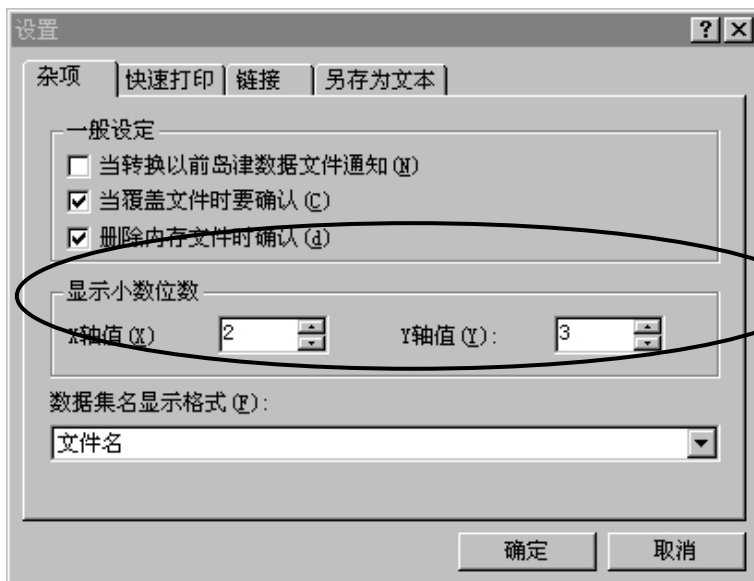 设置
杂项 快速打印 链接 另存为文本
一般设定
当转换以前岛津数据文件通知(N)
当覆盖文件时要确认(C)
删除内存文件时确认(d)
显示小数位数
X轴值(X) 2 Y轴值(Y): 3
数据集名显示格式(F):
文件名
确定 取消